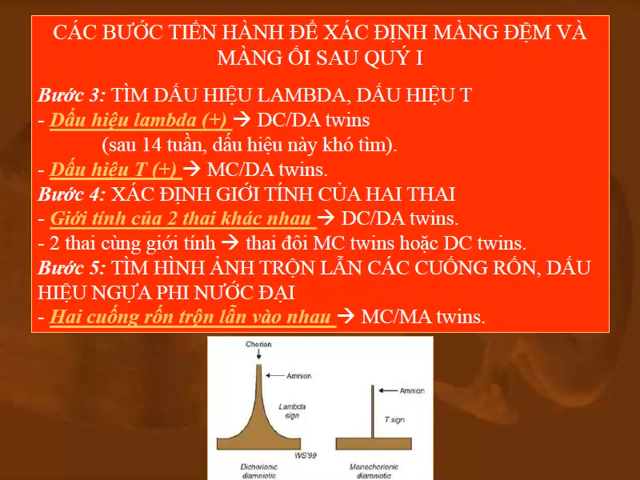 CÁC BƯỚC TIẾN HÀNH ĐỂ XÁC ĐỊNH MÀNG ĐỆM VÀ
MÀNG ỐI SAU QUÝ I
Bước 3: TÌM DẤU HIỆU LAMBDA, DẤU HIỆU T
- Dấu hiệu lambda (+) → DC/DA twins
(sau 14 tuần, dấu hiệu này khó tìm).
- Dấu hiêu T (+) → MC/DA twins.
Bước 4: XÁC ĐỊNH GIỚI TÍNH CỦA HAI THAI
- Giới tính của 2 thai khác nhau → DC/DA twins.
- 2 thai cùng giới tính → thai đôi MC twins hoặc DC twins.
Bước 5: TÌM HÌNH ẢNH TRỘN LẪN CÁC CUỐNG RỐN, DẤU
HIỆU NGỰA PHI NƯỚC ĐẠI
- Hai cuống rốn trộn lẫn vào nhau → MC/MA twins.
Chorion
Amnion
Amnion
Lambda
sign
T sign
WS'99
Dichorionic
diamniotic
Monochorionic
diamniotic